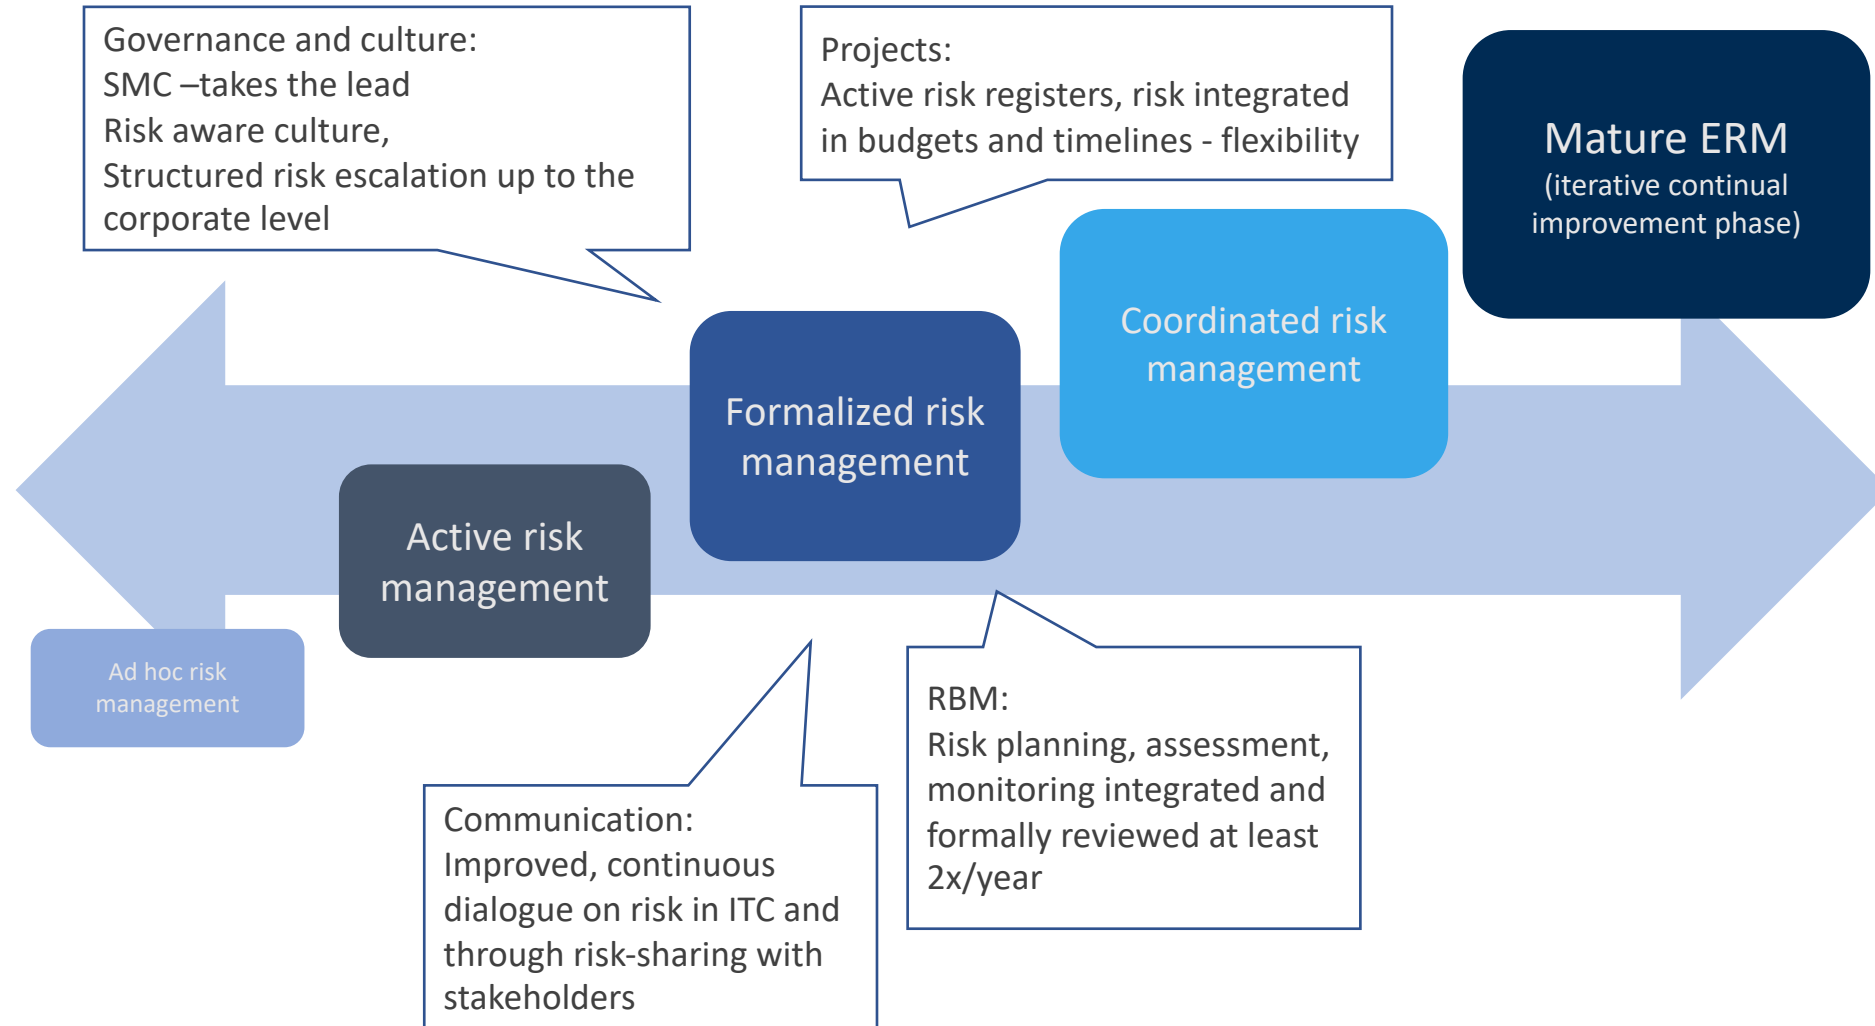 Governance and culture:
SMC –takes the lead
Risk aware culture,
Structured risk escalation up to the
corporate level
Projects:
Active risk registers, risk integrated
in budgets and timelines - flexibility
Mature ERM
(iterative continual
improvement phase)
Coordinated risk
management
Formalized risk
management
Active risk
management
Ad hoc risk
management
Communication:
Improved, continuous
dialogue on risk in ITC and
through risk-sharing with
stakeholders
RBM:
Risk planning, assessment,
monitoring integrated and
formally reviewed at least
2x/year